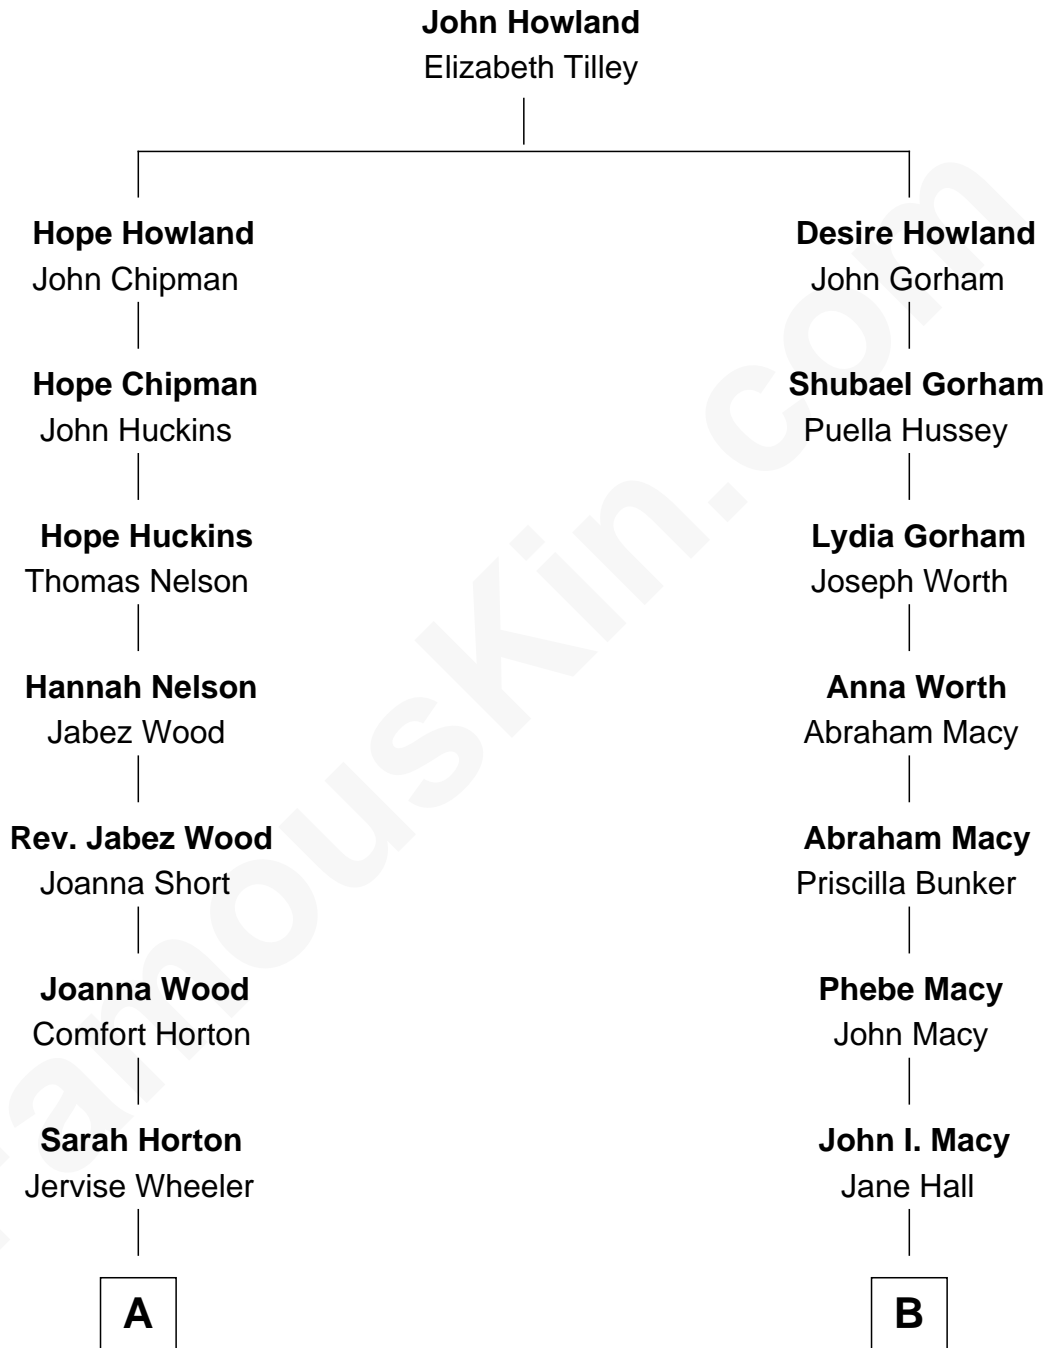 John Howland
Elizabeth Tilley
Hope Howland
John Chipman
Desire Howland
John Gorham
Hope Chipman
John Huckins
Shubael Gorham
Puella Hussey
Hope Huckins
Thomas Nelson
Lydia Gorham
Joseph Worth
Hannah Nelson
Jabez Wood
Anna Worth
Abraham Macy
Rev. Jabez Wood
Joanna Short
Abraham Macy
Priscilla Bunker
Joanna Wood
Comfort Horton
Phebe Macy
John Macy
Sarah Horton
Jervise Wheeler
John I. Macy
Jane Hall
A
B
FamousKin.com